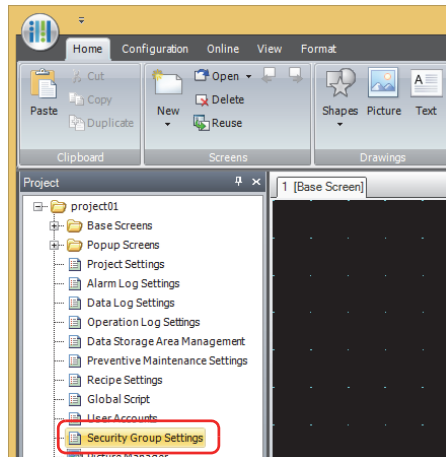 Home Configuration Online View Format
Cut
Copy
Duplicate
Paste
Clipboard
New
Open
Delete
Reuse
Screens
Shapes Picture Text
Drawings
Project
1 [Base Screen]
project01
Base Screens
Popup Screens
Project Settings
Alarm Log Settings
Data Log Settings
Operation Log Settings
Data Storage Area Management
Preventive Maintenance Settings
Recipe Settings
Global Script
User Accounts
Security Group Settings
Picture Manager